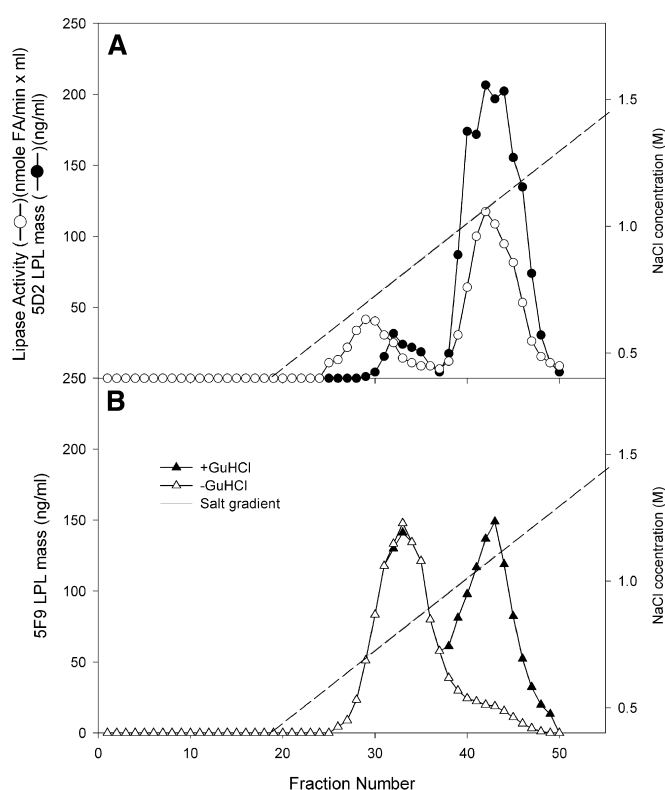 A
Lipase Activity (—○—)(nmole FA/min x ml)
5D2 LPL mass (—●—)(ng/ml)
250
200
150
100
50
250
1.5
1.0
0.5
NaCl concentration (M)
B
+GuHCl
-GuHCl
Salt gradient
5F9 LPL mass (ng/ml)
200
150
100
50
0
1.5
1.0
0.5
NaCl cocentration (M)
0
10
20
30
40
50
Fraction Number